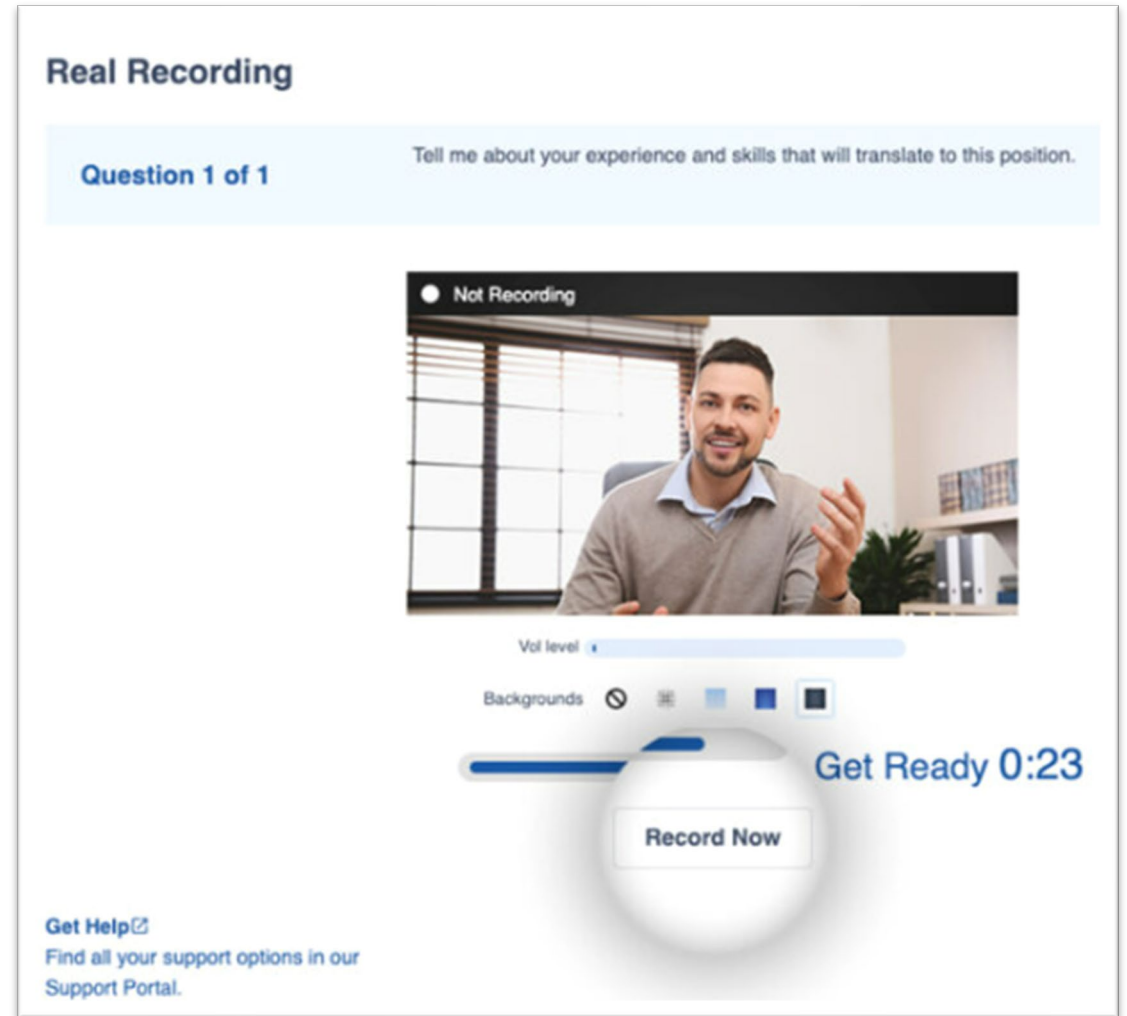 Real Recording
Question 1 of 1
Tell me about your experience and skills that will translate to this position.
Not Recording
Vol level
Backgrounds
Get Ready 0:23
Record Now
Get Help
Find all your support options in our
Support Portal.